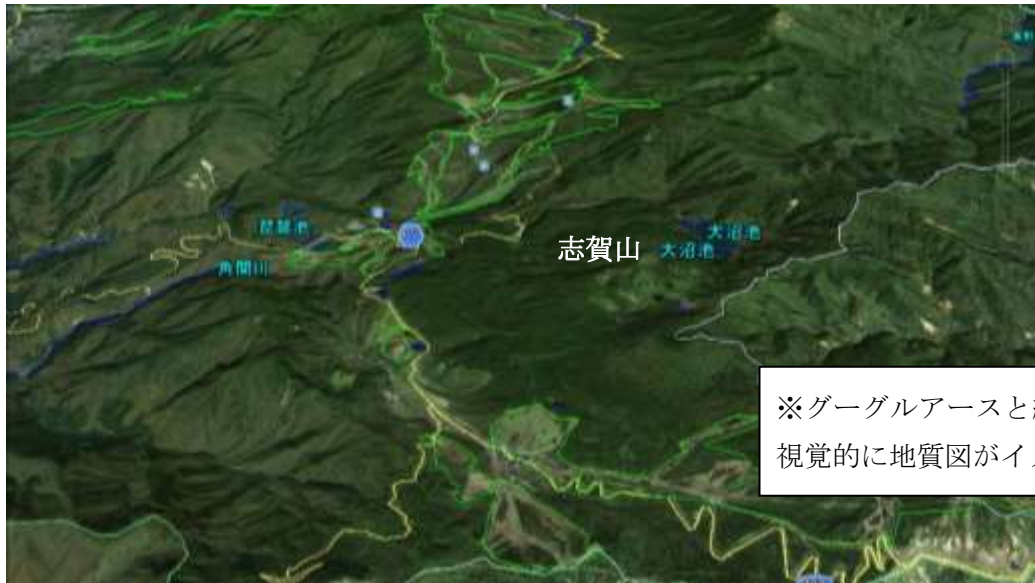 琵琶池
角間川
志賀山
大沼池
大沼池
※グーグルアースと
視覚的に地質図がイ